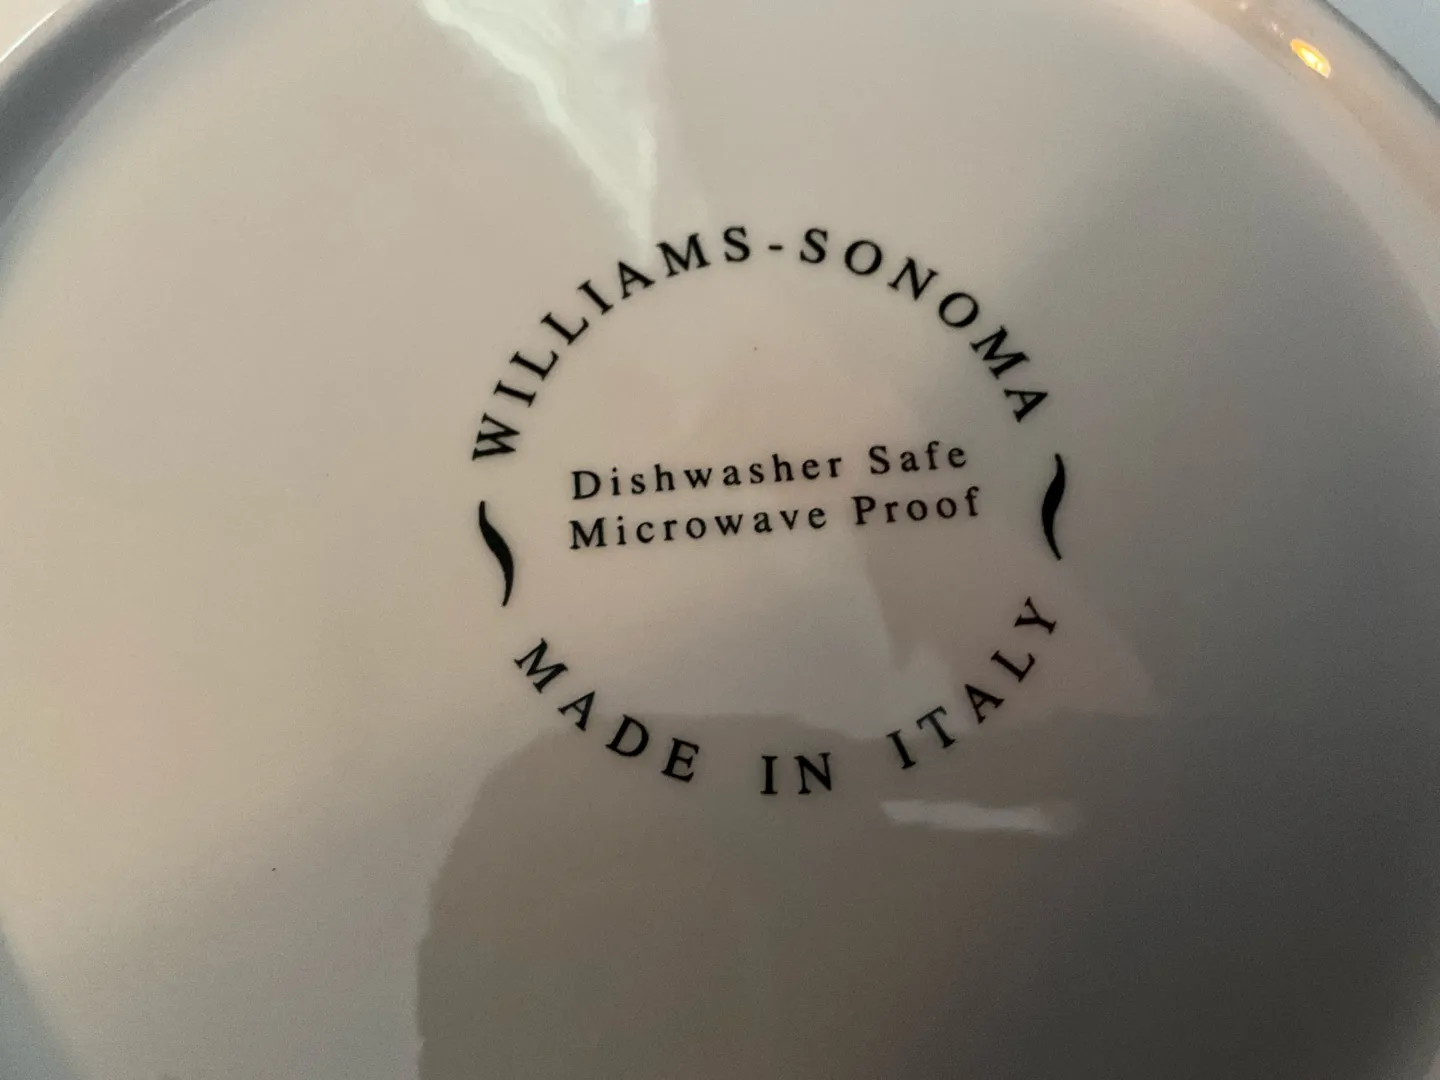 WILLIAMS-SONOMA
Dishwasher Safe
Microwave Proof
MADE IN ITALY